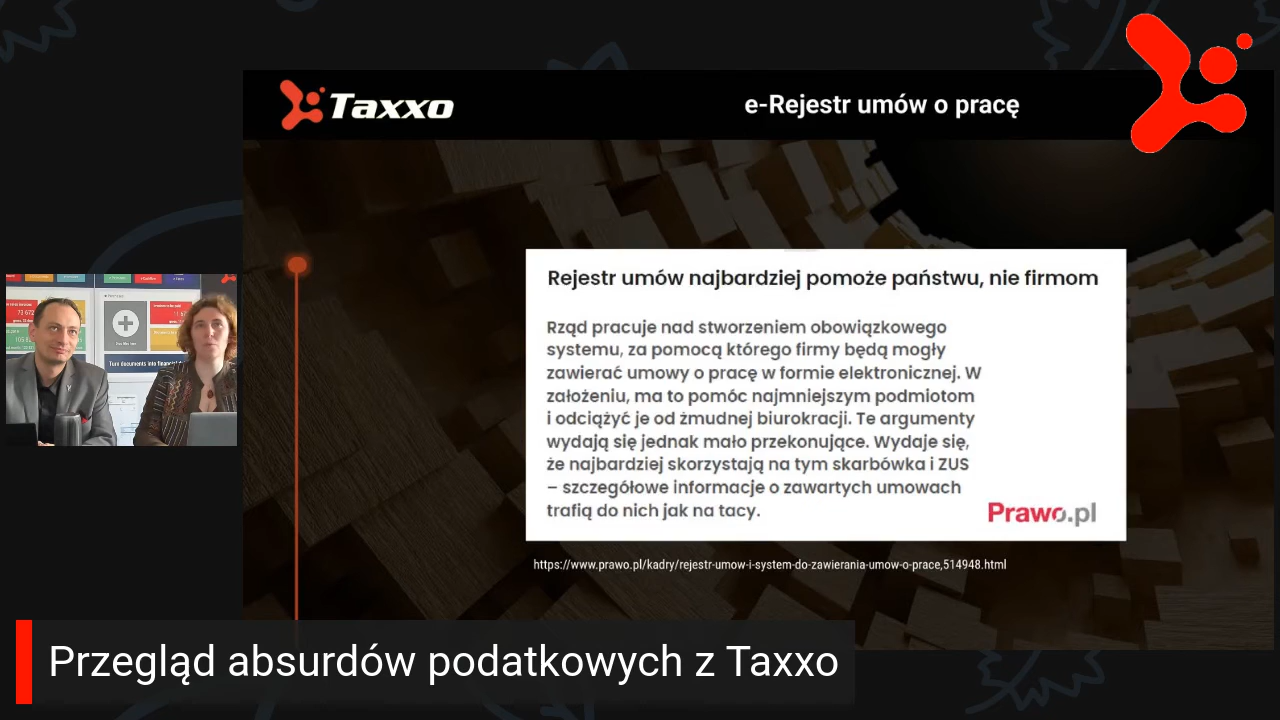 Taxxo
e-Rejestr umów o pracę
Rejestr umów najbardziej pomoże państwu, nie firmom
Rząd pracuje nad stworzeniem obowiązkowego
systemu, za pomocą którego firmy będą mogły
zawierać umowy o pracę w formie elektronicznej. W
założeniu, ma to pomóc najmniejszym podmiotom
i odciążyć je od żmudnej biurokracji. Te argumenty
wydają się jednak mało przekonujące. Wydaje się,
że najbardziej skorzystają na tym skarbówka i ZUS
– szczegółowe informacje o zawartych umowach
trafią do nich jak na tacy.
Prawo.pl
https://www.prawo.pl/kadry/rejestr-umow-i-system-do-zawierania-umow-o-prace,514948.html
Turn documents into financial
Przegląd absurdów podatkowych z Taxxo